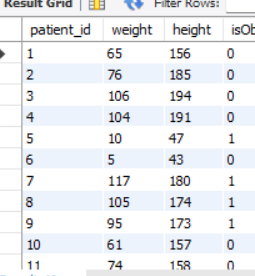 Result Grid Filter Rows:
patient_id weight height isOb
1 65 156 0
2 76 185 0
3 106 194 0
4 104 191 0
5 10 47 1
6 5 43 0
7 117 180 1
8 105 174 1
9 95 173 1
10 61 157 0
11 74 158 0